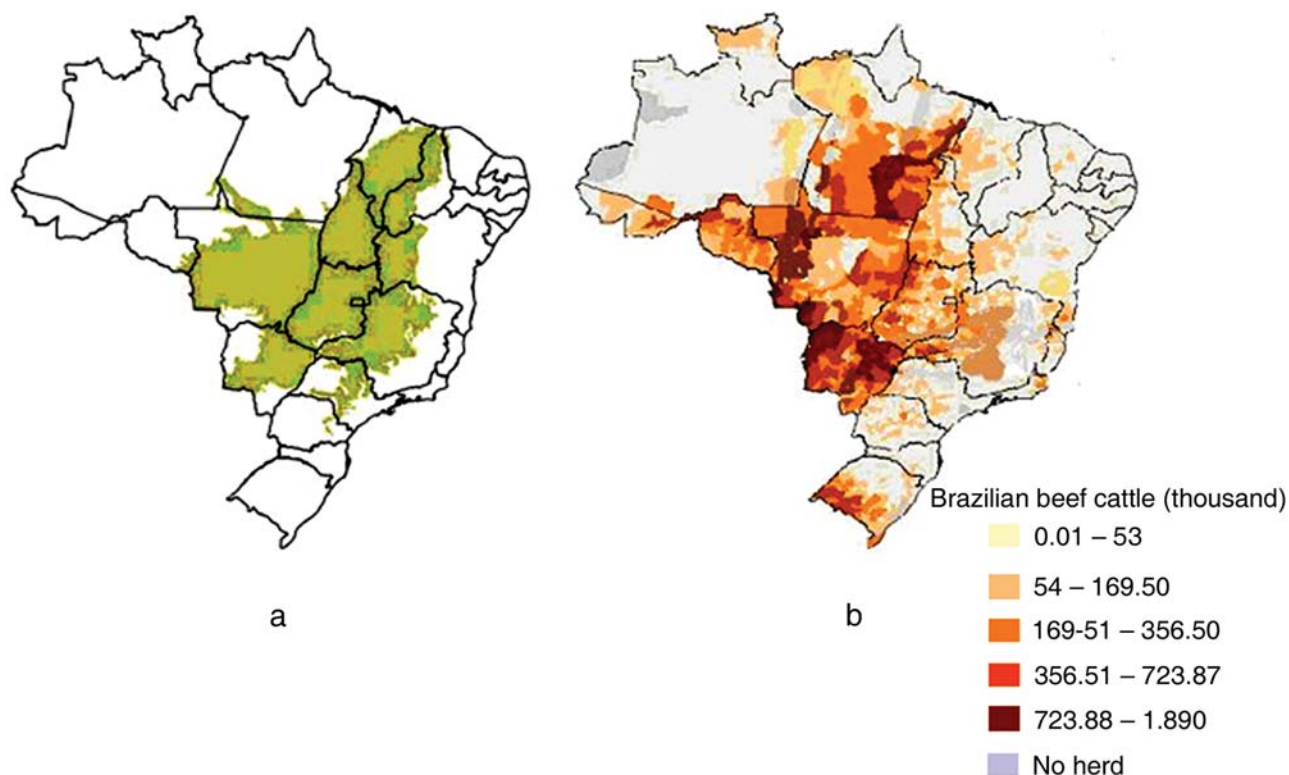 a
b
Brazilian beef cattle (thousand)
0.01 – 53
54 – 169.50
169-51 – 356.50
356.51 – 723.87
723.88 – 1.890
No herd